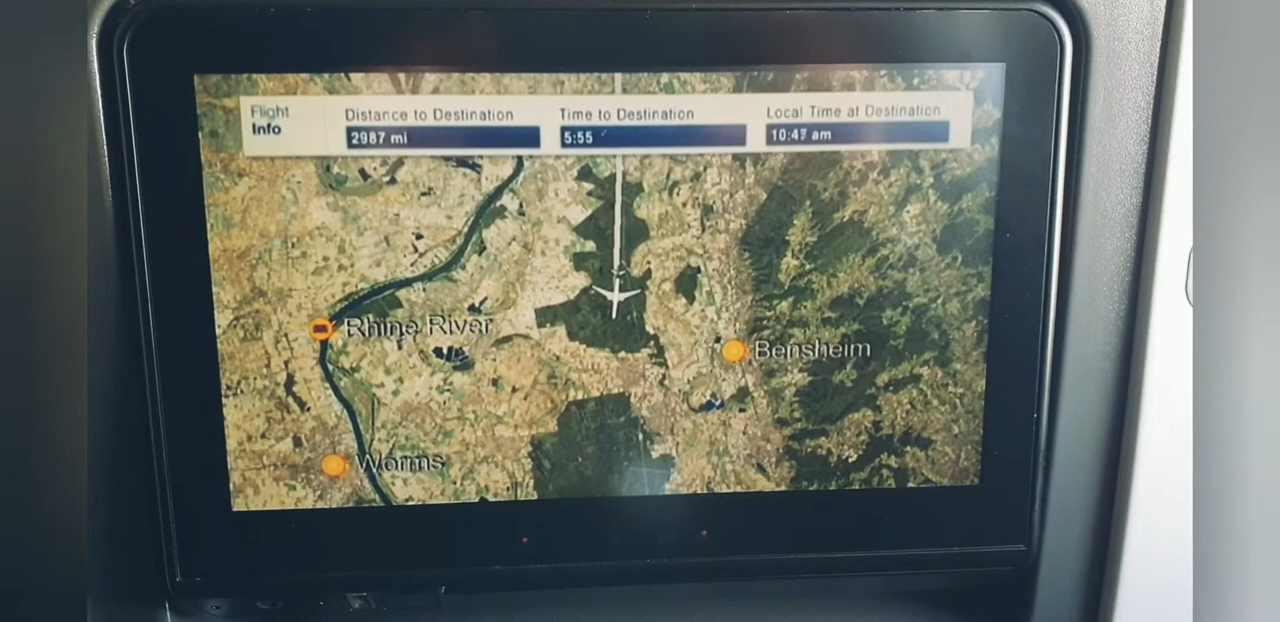 Flight Info
Distance to Destination
2987 mi
Time to Destination
5:55
Local Time at Destination
am
Rhine River
Bensheim
Worms